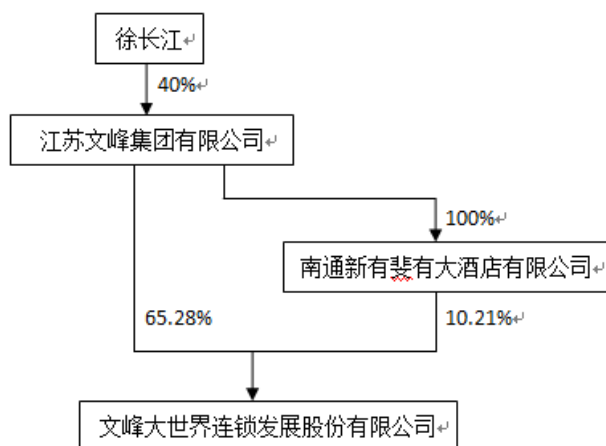 徐长江
40%
江苏文峰集团有限公司
100%
南通新有斐有大酒店有限公司
65.28%
10.21%
文峰大世界连锁发展股份有限公司